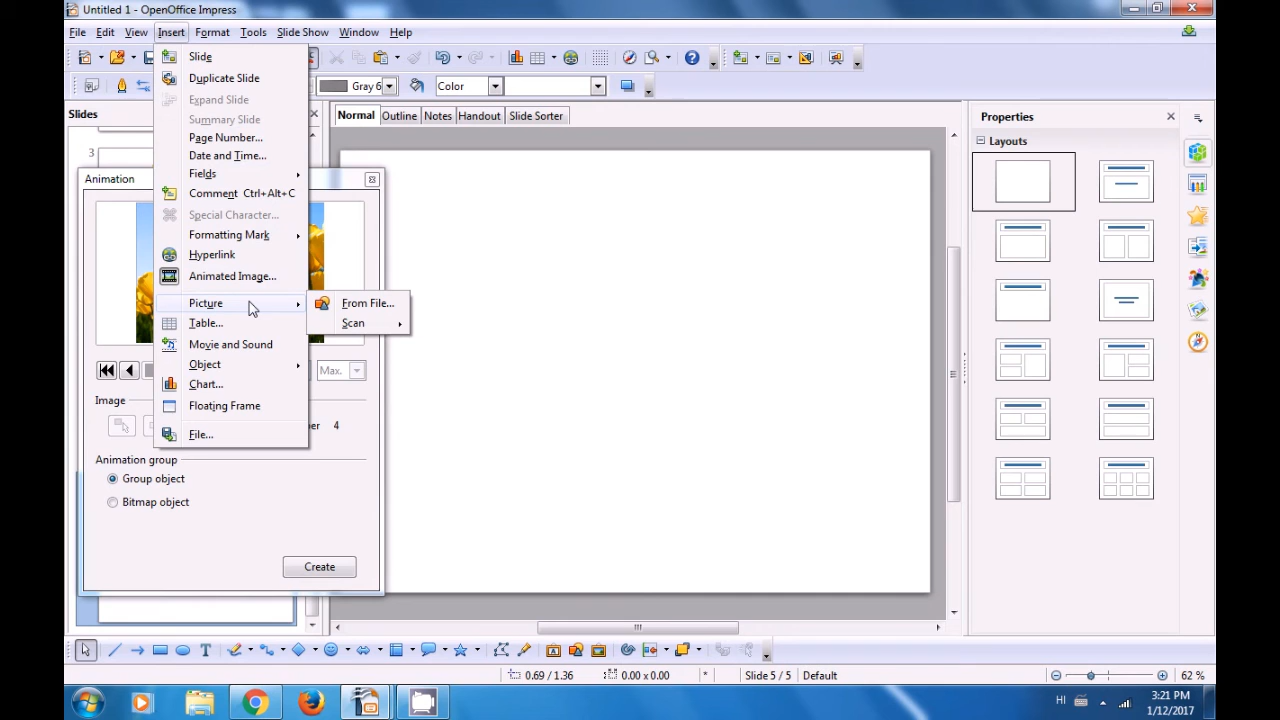 Untitled 1 - OpenOffice Impress
File Edit View Insert Format Tools Slide Show Window Help
Gray 6 Color
Slides
Normal Outline Notes Handout Slide Sorter
Properties
Layouts
3
Animation
Slide
Duplicate Slide
Expand Slide
Summary Slide
Page Number...
Date and Time...
Fields
Comment Ctrl+Alt+C
Special Character...
Formatting Mark
Hyperlink
Animated Image...
Picture
From File...
Scan
Table...
Movie and Sound
Object
Chart...
Floating Frame
File...
Max.
Image
4
Animation group
Group object
Bitmap object
Create
0.69 / 1.36 0.00 x 0.00 * Slide 5 / 5 Default 62 %
HI 3:21 PM
1/12/2017